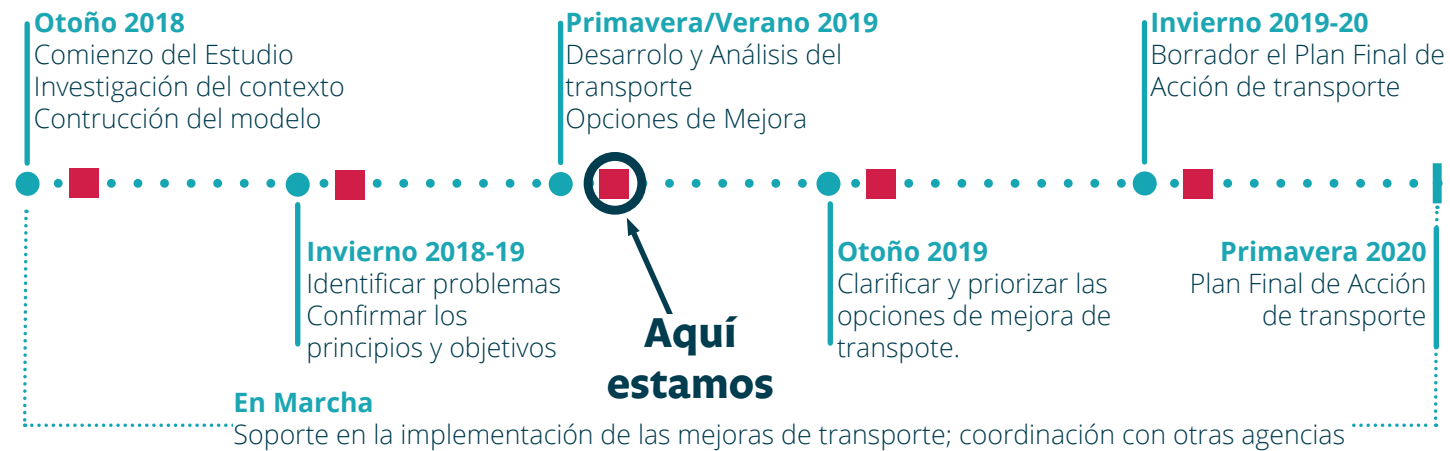 Otoño 2018
Comienzo del Estudio
Investigación del contexto
Contrucción del modelo
Primavera/Verano 2019
Desarrolo y Análisis del
transporte
Opciones de Mejora
Invierno 2019-20
Borrador el Plan Final de
Acción de transporte
Invierno 2018-19
Identificar problemas
Confirmar los
principios y objetivos
Aquí
estamos
Otoño 2019
Clarificar y priorizar las
opciones de mejora de
transpote.
Primavera 2020
Plan Final de Acción
de transporte
En Marcha
Soporte en la implementación de las mejoras de transporte; coordinación con otras agencias